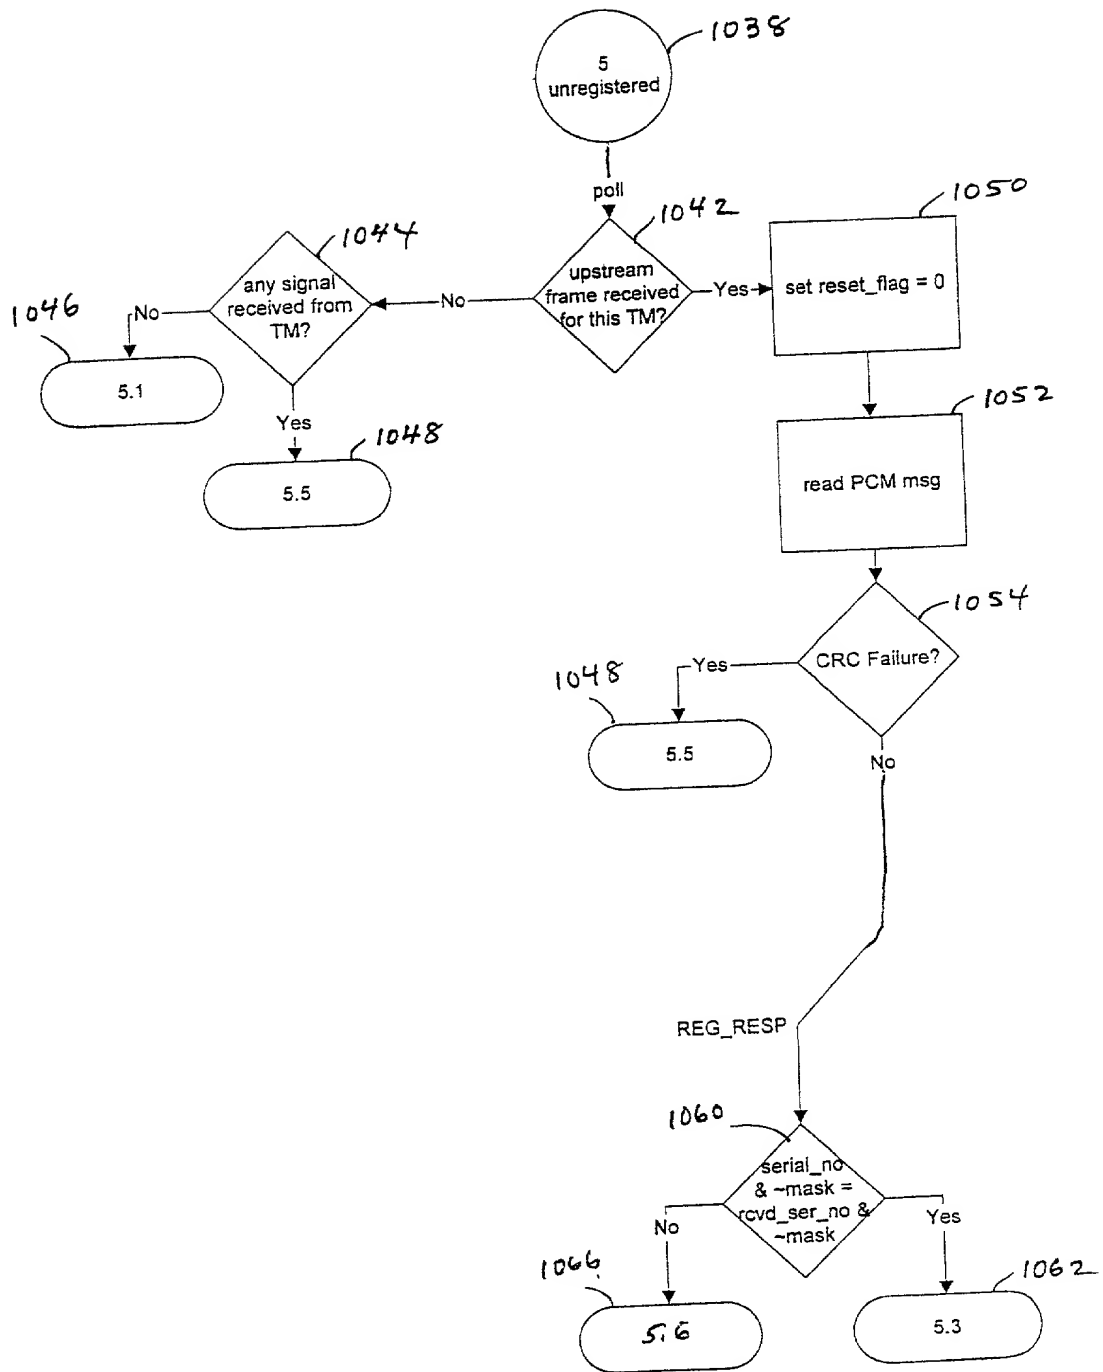 1038
5
unregistered
poll
1050
1042
1044
upstream
frame received
for this TM?
any signal
received from
TM?
Yes
set reset_flag = 0
No
No
1046
5.1
Yes
1048
5.5
1052
read PCM msg
1054
CRC Failure?
Yes
1048
5.5
No
REG_RESP
1060
serial_no
& ~mask =
rcvd_ser_no &
~mask
No
Yes
1066
5.6
1062
5.3